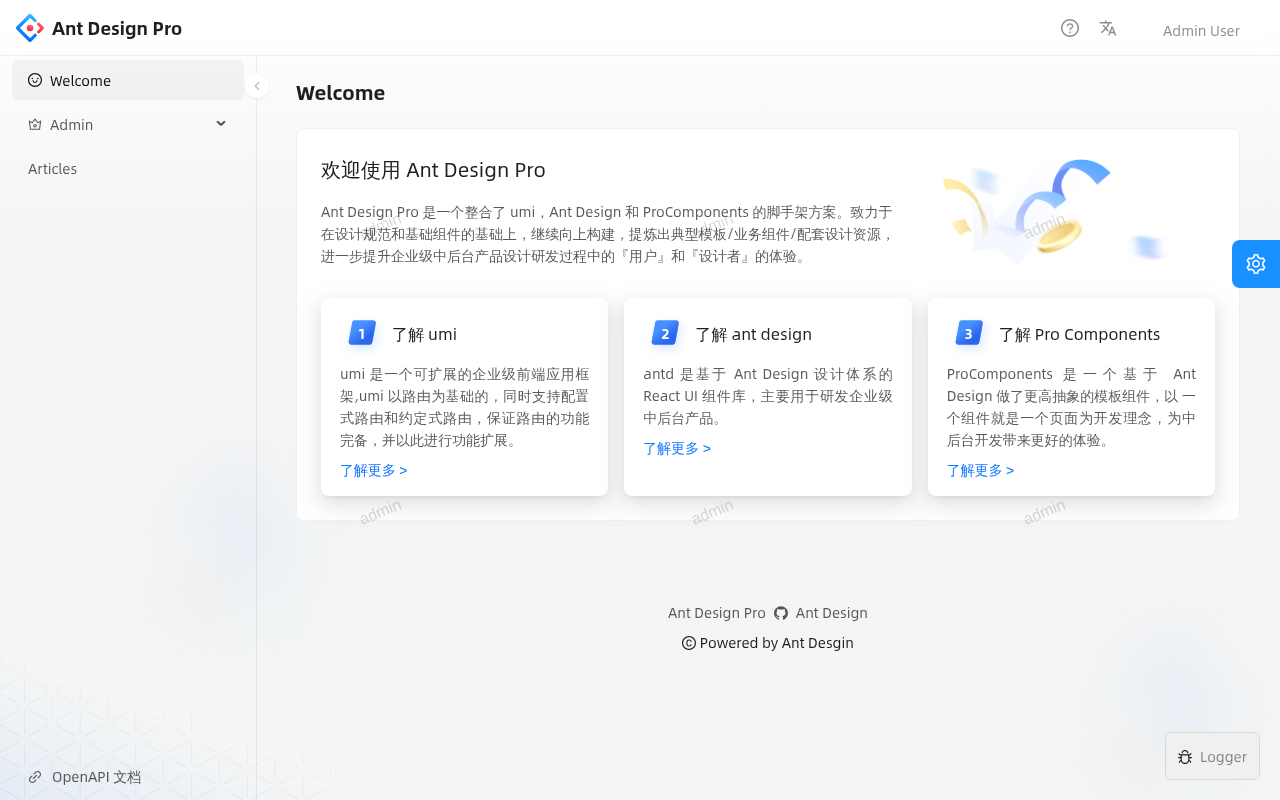 Ant Design Pro
Admin User
Welcome
Admin
Articles
Welcome
欢迎使用 Ant Design Pro
Ant Design Pro 是一个整合了 umi，Ant Design 和 ProComponents 的脚手架方案。致力于
在设计规范和基础组件的基础上，继续向上构建，提炼出典型模板/业务组件/配套设计资源，
进一步提升企业级中后台产品设计研发过程中的『用户』和『设计者』的体验。
admin
admin
admin
1
了解 umi
umi 是一个可扩展的企业级前端应用框
架,umi 以路由为基础的，同时支持配置
式路由和约定式路由，保证路由的功能
完备，并以此进行功能扩展。
了解更多 >
2
了解 ant design
antd 是基于 Ant Design 设计体系的
React UI 组件库，主要用于研发企业级
中后台产品。
了解更多 >
3
了解 Pro Components
ProComponents 是一个基于 Ant
Design 做了更高抽象的模板组件，以 一
个组件就是一个页面为开发理念，为中
后台开发带来更好的体验。
了解更多 >
admin
admin
admin
Ant Design Pro
Ant Design
© Powered by Ant Desgin
Logger
OpenAPI 文档